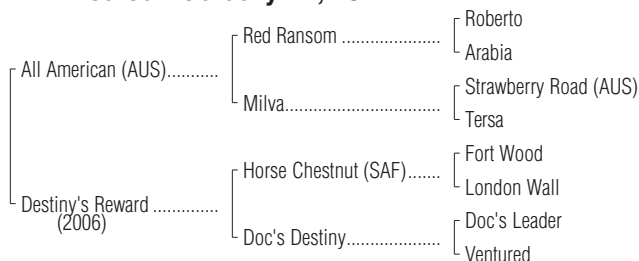 Roberto
Red Ransom ....................
Arabia
All American (AUS)...........
Strawberry Road (AUS)
Milva................................
Tersa
Fort Wood
Horse Chestnut (SAF).......
London Wall
Destiny's Reward ..............
(2006)
Doc's Leader
Doc's Destiny...................
Ventured